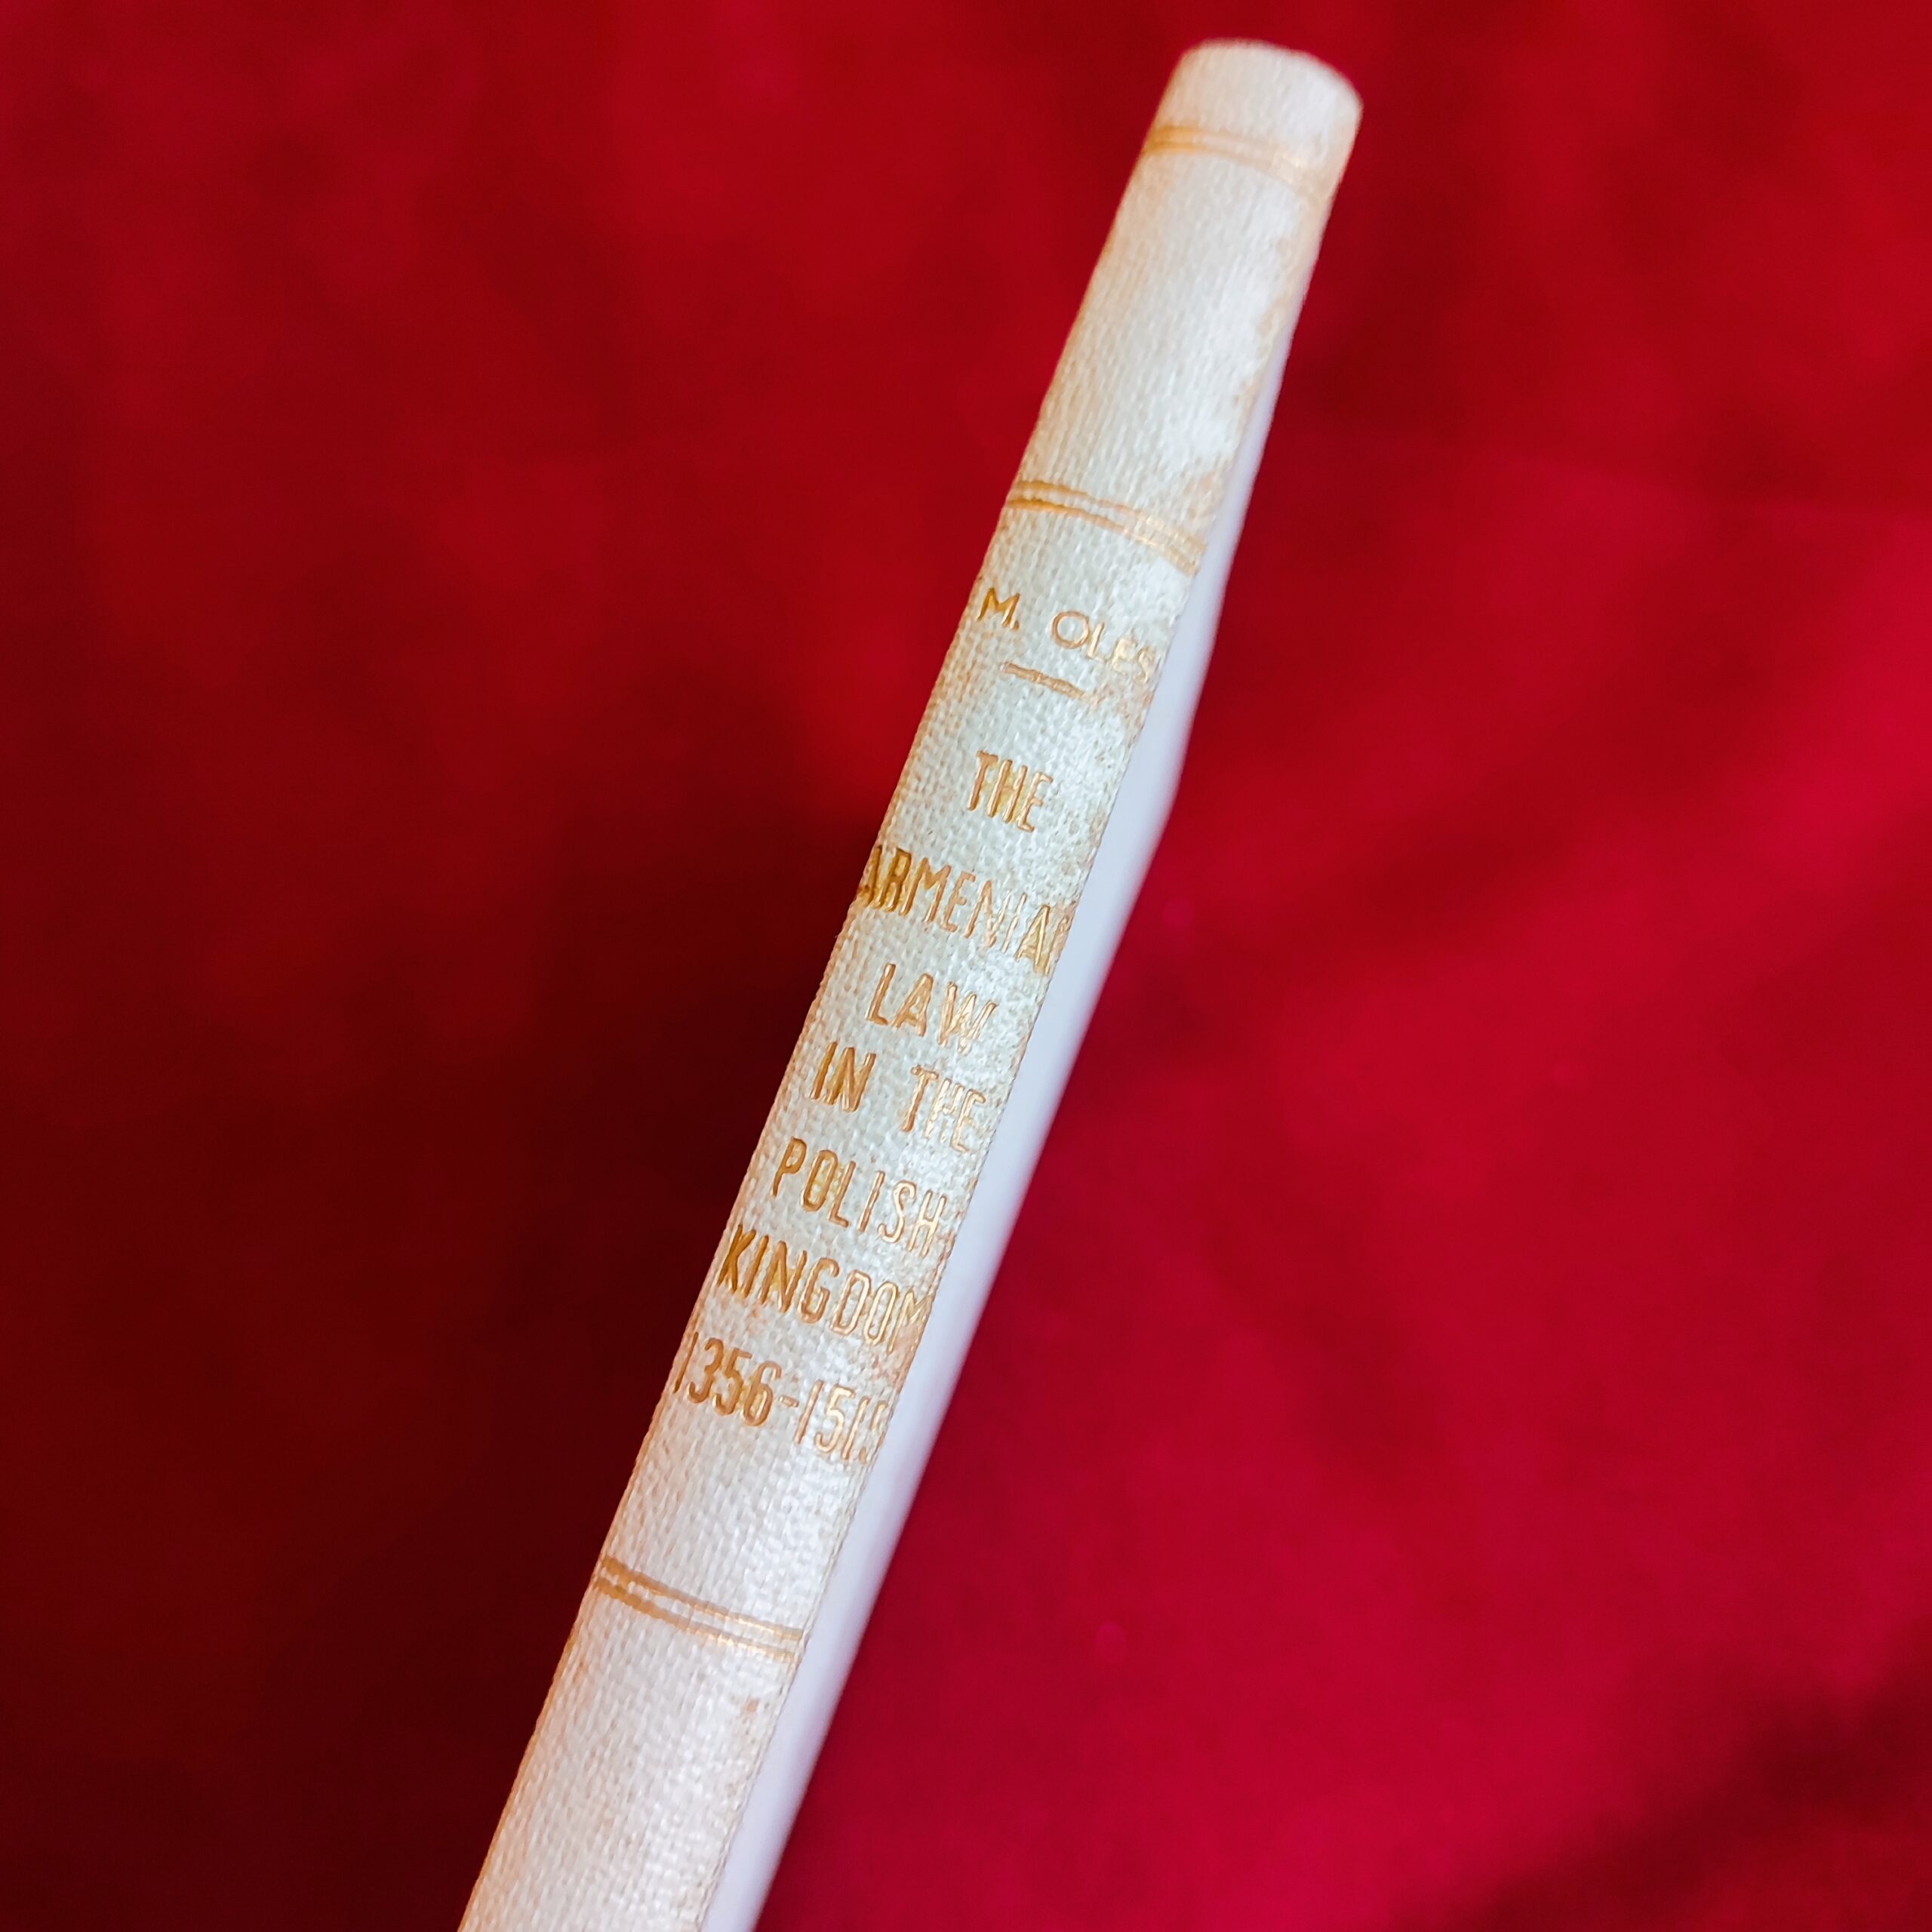 M. OLES
THE
ARMENIAN
LAW
IN THE
POLISH
KINGDOM
1356-1519